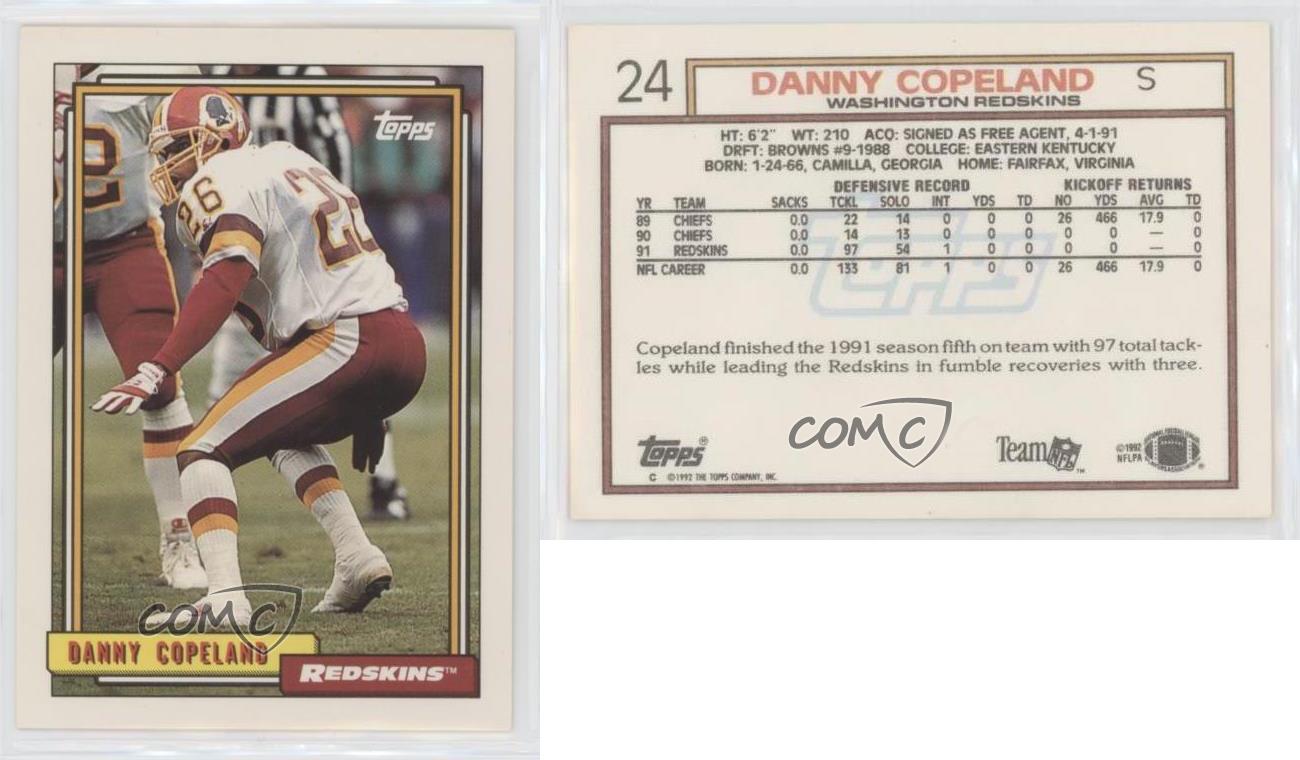 Topps
26
26
DANNY COPELAND
REDSKINS™
COMC
24 DANNY COPELAND S
WASHINGTON REDSKINS
HT: 6'2" WT: 210 ACQ: SIGNED AS FREE AGENT, 4-1-91
DRFT: BROWNS #9-1988 COLLEGE: EASTERN KENTUCKY
BORN: 1-24-66, CAMILLA, GEORGIA HOME: FAIRFAX, VIRGINIA
DEFENSIVE RECORD KICKOFF RETURNS
YR TEAM SACKS TCKL SOLO INT YDS TD NO YDS AVG TD
89 CHIEFS 0.0 22 14 0 0 0 26 466 17.9 0
90 CHIEFS 0.0 14 13 0 0 0 0 0 — 0
91 REDSKINS 0.0 97 54 1 0 0 0 0 — 0
NFL CAREER 0.0 133 81 1 0 0 26 466 17.9 0
Topps
Copeland finished the 1991 season fifth on team with 97 total tack-
les while leading the Redskins in fumble recoveries with three.
COMC
Topps®
C ©1992 THE TOPPS COMPANY, INC.
Team NFL™
©1992
NFLPA